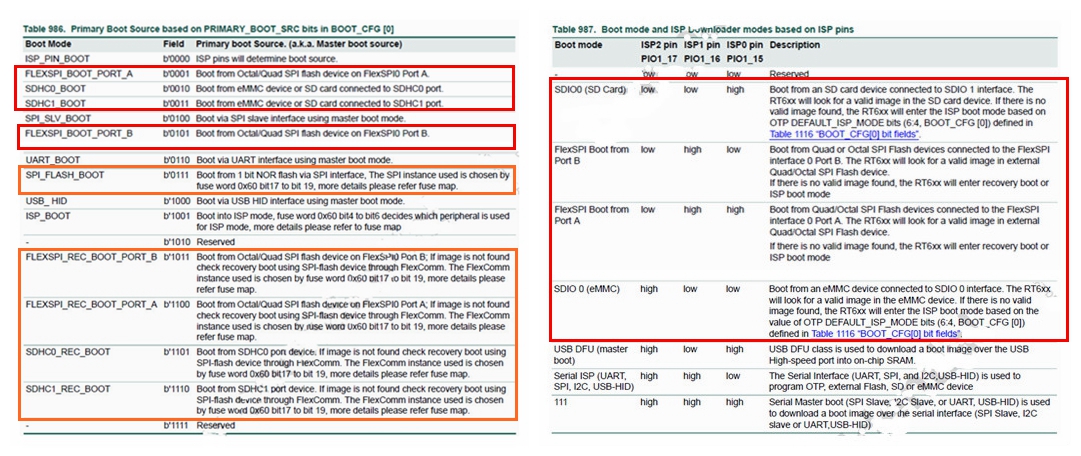 Table 986. Primary Boot Source based on PRIMARY_BOOT_SRC bits in BOOT_CFG [0]
Boot Mode Field Primary boot Source. (a.k.a. Master boot source)
ISP_PIN_BOOT b'0000 ISP pins will determine boot source.
FLEXSPI_BOOT_PORT_A b'0001 Boot from Octal/Quad SPI flash device on FlexSPI0 Port A.
SDHC0_BOOT b'0010 Boot from eMMC device or SD card connected to SDHC0 port.
SDHC1_BOOT b'0011 Boot from eMMC device or SD card connected to SDHC1 port.
SPI_SLV_BOOT b'0100 Boot via SPI slave interface using master boot mode.
FLEXSPI_BOOT_PORT_B b'0101 Boot from Octal/Quad SPI flash device on FlexSPI0 Port B.
UART_BOOT b'0110 Boot via UART interface using master boot mode.
SPI_FLASH_BOOT b'0111 Boot from 1 bit NOR flash via SPI interface, The SPI instance used is chosen by
fuse word 0x60 bit17 to bit 19, more details please refer fuse map.
USB_HID b'1000 Boot via USB HID interface using master boot mode.
ISP_BOOT b'1001 Boot into ISP mode, fuse word 0x60 bit4 to bit6 decides which peripheral is used
for ISP mode, more details please refer to fuse map
- b'1010 Reserved
FLEXSPI_REC_BOOT_PORT_B b'1011 Boot from Octal/Quad SPI flash device on FlexSPI0 Port B; If image is not found
check recovery boot using SPI-flash device through FlexComm. The FlexComm
instance used is chosen by fuse word 0x60 bit17 to bit 19, more details please
refer fuse map.
FLEXSPI_REC_BOOT_PORT_A b'1100 Boot from Octal/Quad SPI flash device on FlexSPI0 Port A; If image is not found
check recovery boot using SPI-flash device through FlexComm. The FlexComm
instance used is chosen by fuse word 0x60 bit17 to bit 19, more details please
refer fuse map.
SDHC0_REC_BOOT b'1101 Boot from SDHC0 port device. If image is not found check recovery boot using
SPI-flash device through FlexComm. The FlexComm instance used is chosen
by fuse word 0x60 bit17 to bit 19, more details please refer fuse map.
SDHC1_REC_BOOT b'1110 Boot from SDHC1 port device. If image is not found check recovery boot using
SPI-flash device through FlexComm. The FlexComm instance used is chosen
by fuse word 0x60 bit17 to bit 19, more details please refer fuse map.
- b'1111 Reserved
Table 987. Boot mode and ISP Downloader modes based on ISP pins
Boot mode ISP2 pin ISP1 pin ISP0 pin Description
PIO1_17 PIO1_16 PIO1_15
- low low low Reserved
SDIO0 (SD Card) low low high Boot from an SD card device connected to SDIO 1 interface. The
RT6xx will look for a valid image in the SD card device. If there is no
valid image found, the RT6xx will enter the ISP boot mode based on
OTP DEFAULT_ISP_MODE bits (6:4, BOOT_CFG [0]) defined in
Table 1116 "BOOT_CFG[0] bit fields".
FlexSPI Boot from low high low Boot from Quad or Octal SPI Flash devices connected to the FlexSPI
Port B interface 0 Port B. The RT6xx will look for a valid image in external
Quad/Octal SPI Flash device.
If there is no valid image found, the RT6xx will enter recovery boot or
ISP boot mode
FlexSPI Boot from low high high Boot from Quad/Octal SPI Flash devices connected to the FlexSPI
Port A interface 0 Port A. The RT6xx will look for a valid image in external
Quad/Octal SPI Flash device.
If there is no valid image found, the RT6xx will enter recovery boot or
ISP boot mode
SDIO 0 (eMMC) high low low Boot from an eMMC device connected to SDIO 0 interface. The RT6xx
will look for a valid image in the eMMC device. If there is no valid
image found, the RT6xx will enter the ISP boot mode based on the
value of OTP DEFAULT_ISP_MODE bits (6:4, BOOT_CFG [0])
defined in Table 1116 "BOOT_CFG[0] bit fields".
USB DFU (master high low high USB DFU class is used to download a boot image over the USB
boot) High-speed port into on-chip SRAM.
Serial ISP (UART, high high low The Serial Interface (UART, SPI, and I2C,USB-HID) is used to
SPI, I2C, USB-HID) program OTP, external Flash, SD or eMMC device
111 high high high Serial Master boot (SPI Slave, I2C Slave, or UART, USB-HID) is used
to download a boot image over the serial interface (SPI Slave, I2C
slave or UART,USB-HID)